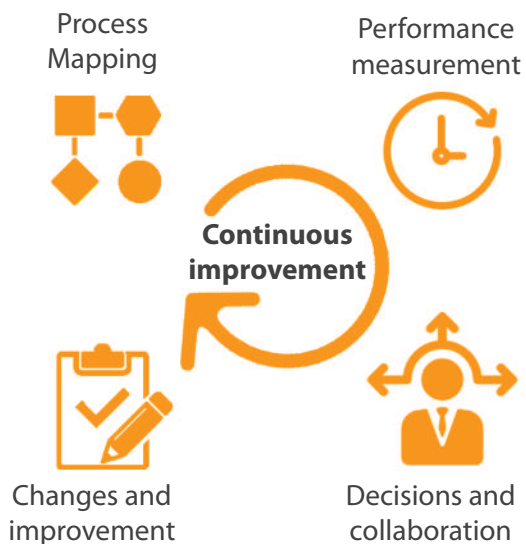 Process
Mapping
Performance
measurement
Continuous
improvement
Changes and
improvement
Decisions and
collaboration